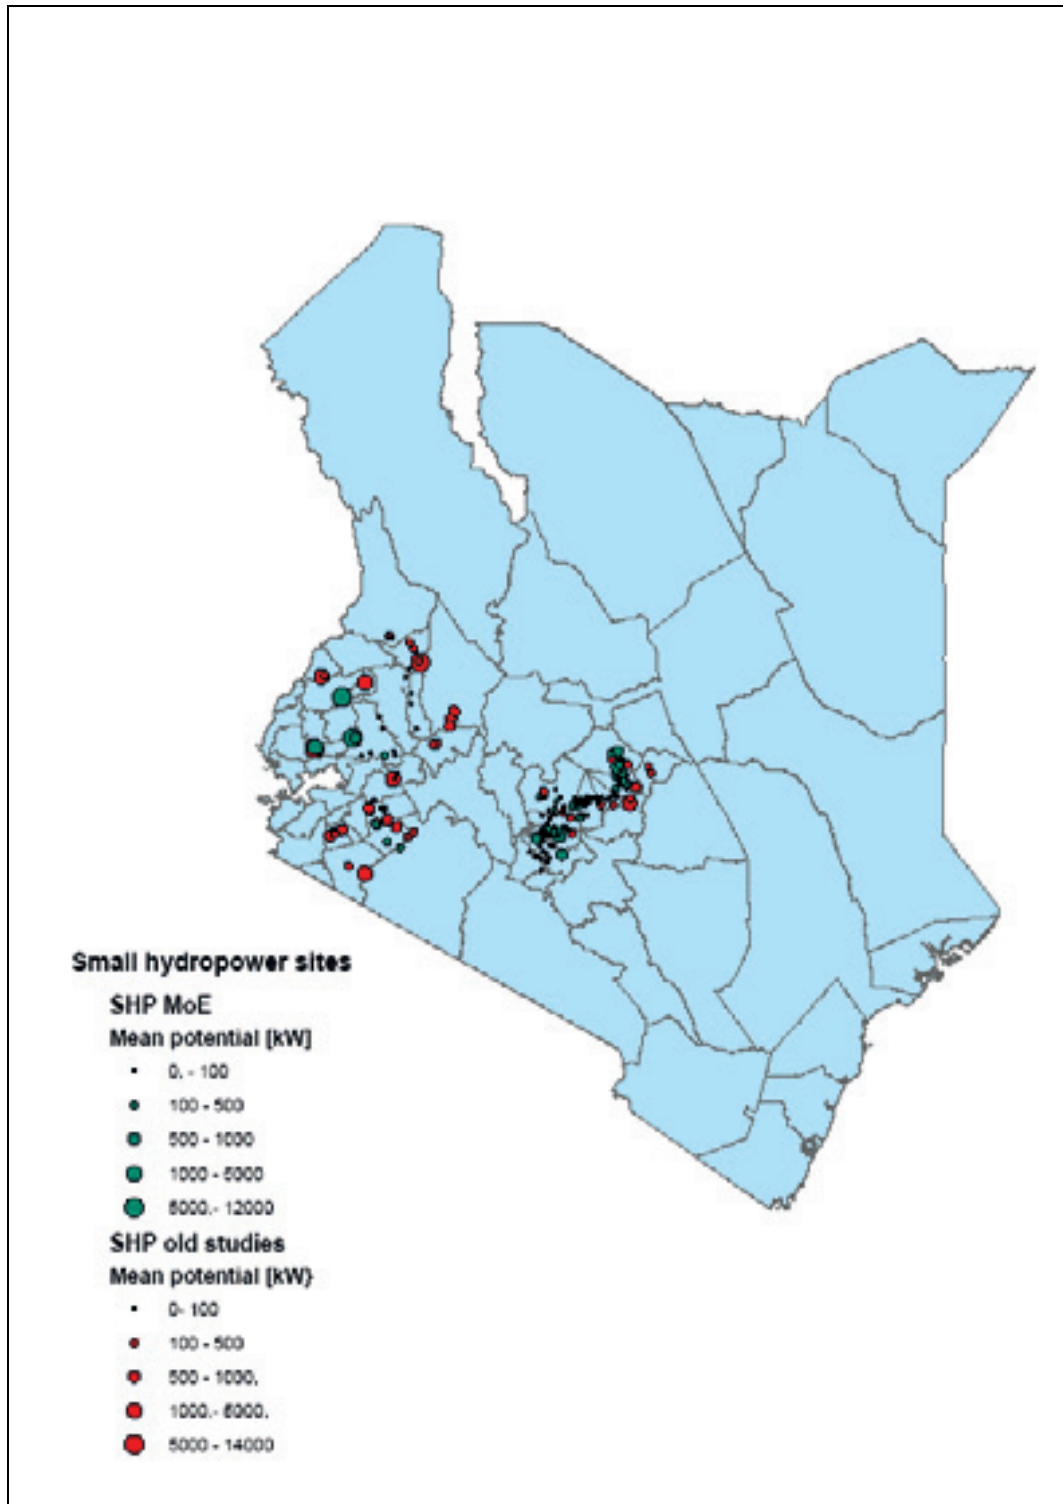 Small hydropower sites
SHP MoE
Mean potential [kW]
0. - 100
100 - 500
500 - 1000
1000 - 5000
5000.- 12000
SHP old studies
Mean potential [kW}
0- 100
100 - 500
500 - 1000.
1000.- 5000.
5000 - 14000